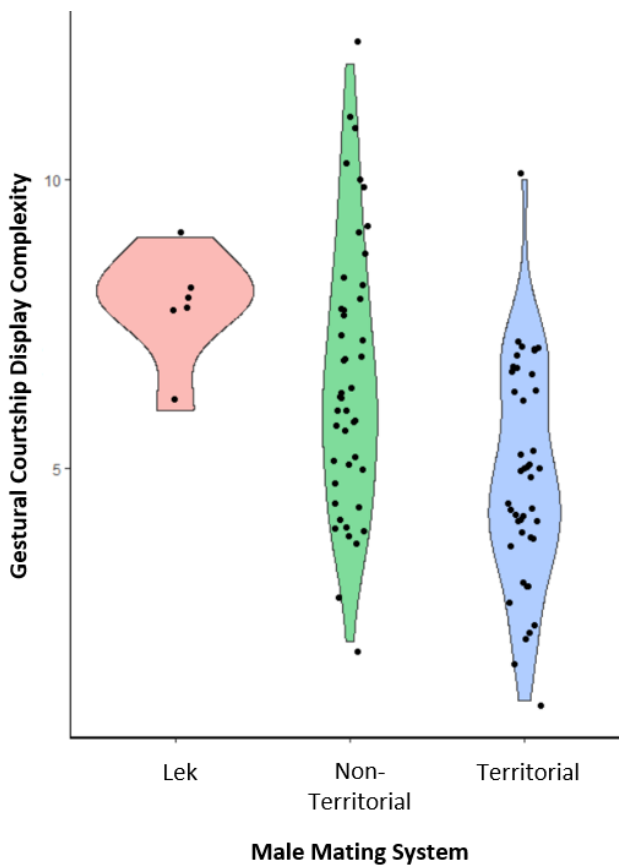 Gestural Courtship Display Complexity
10
5
Lek
Non-
Territorial
Territorial
Male Mating System